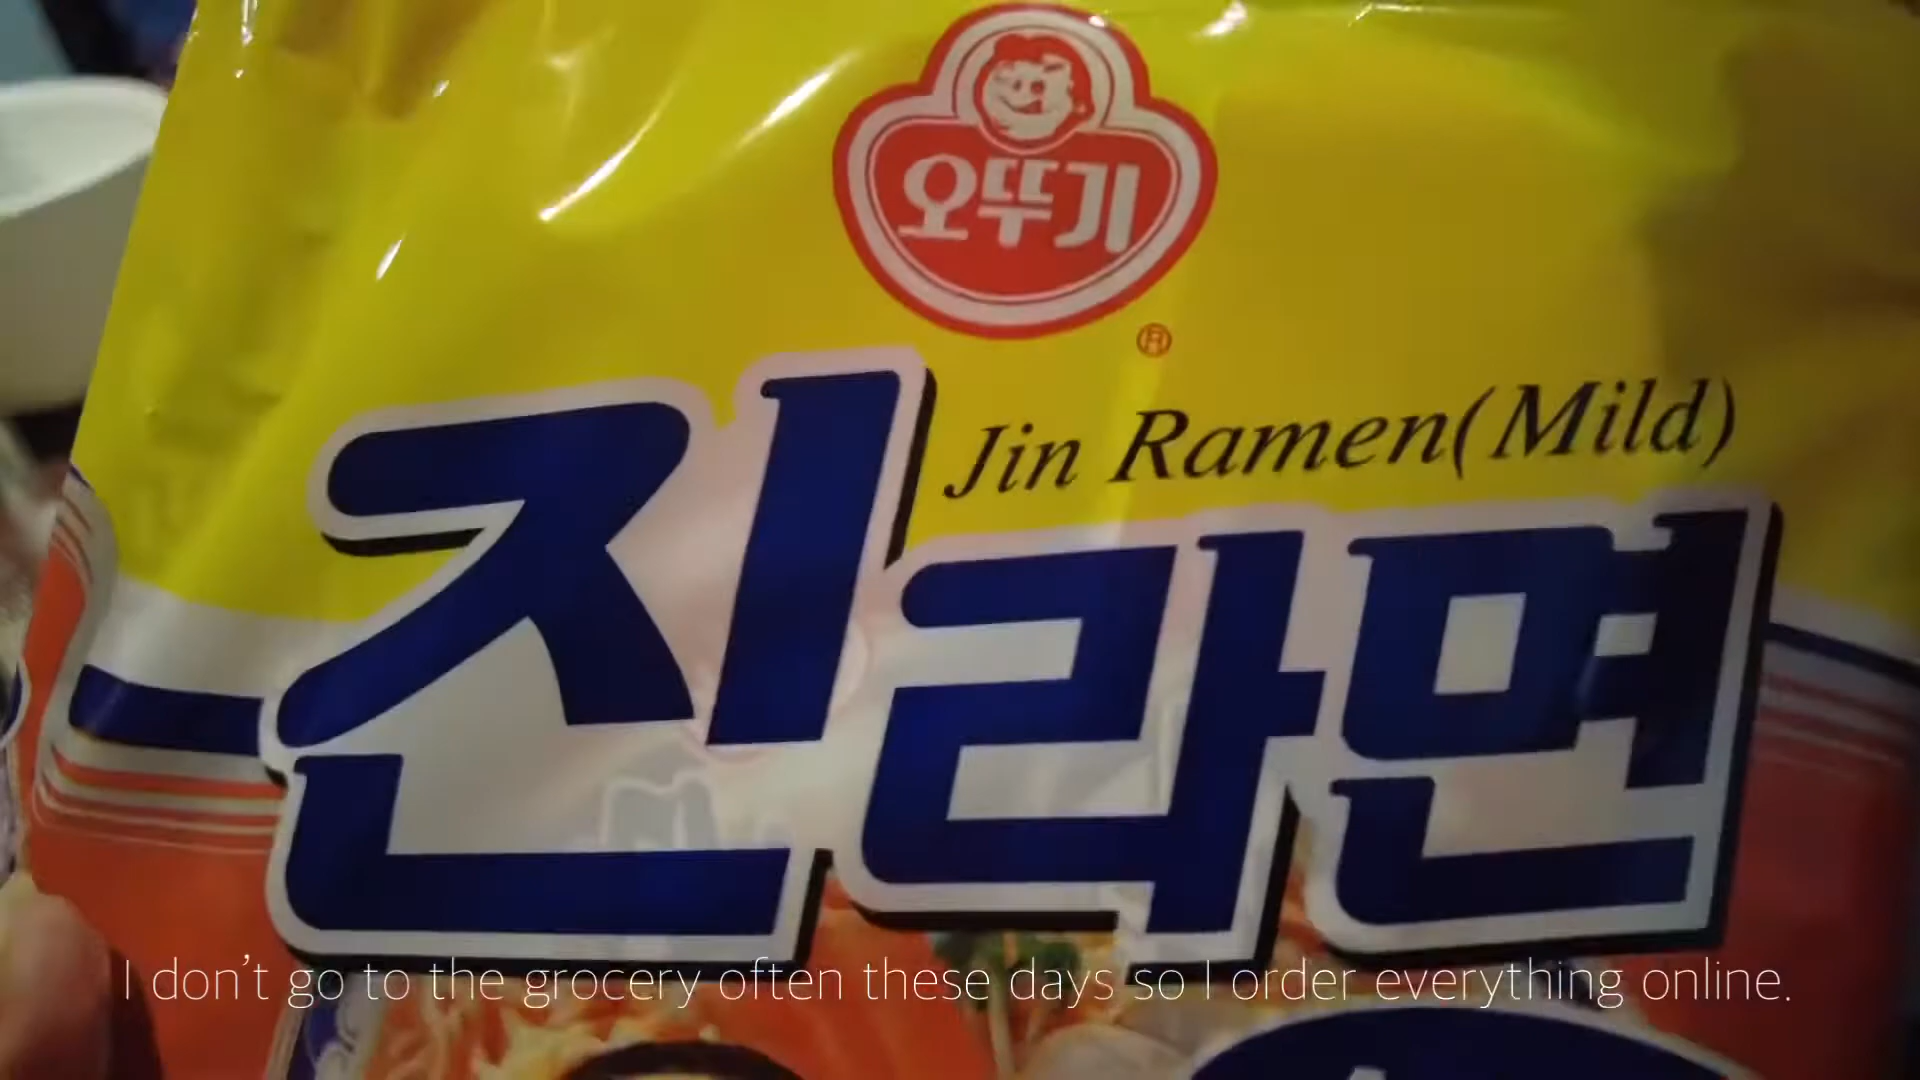 오뚜기
®
Jin Ramen(Mild)
진라면
I don't go to the grocery often these days so I order everything online.